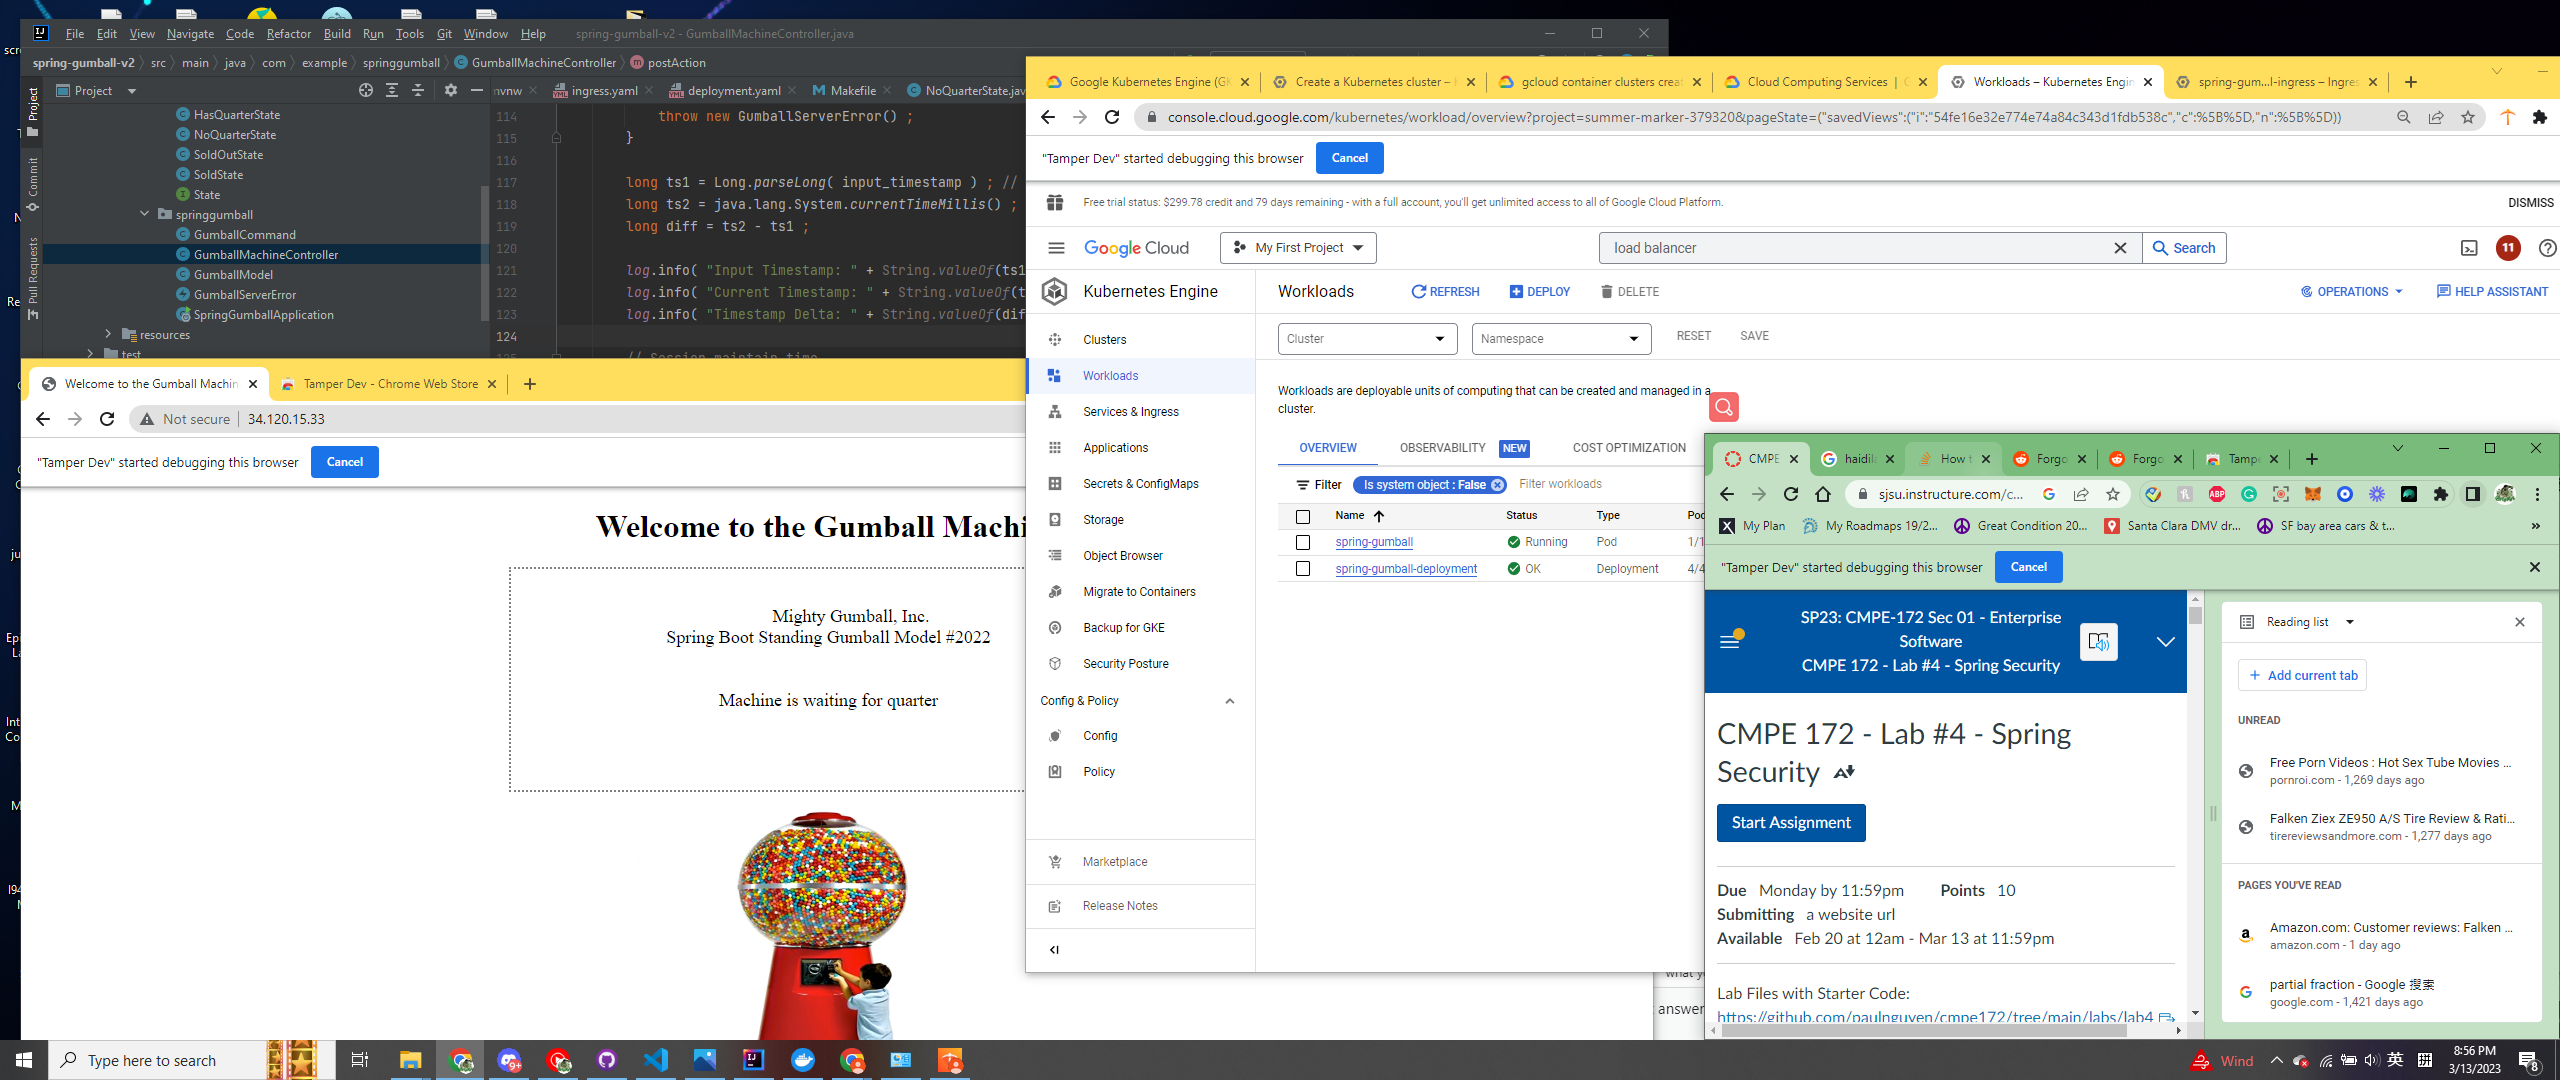 File Edit View Navigate Code Refactor Build Run Tools Git Window Help spring-gumball-v2 - GumballMachineController.java
spring-gumball-v2 src main java com example springgumball GumballMachineController postAction
Project
mvnw ingress.yaml deployment.yaml Makefile NoQuarterState.jav
Project
Commit
Pull Requests
HasQuarterState
NoQuarterState
SoldOutState
SoldState
State
springgumball
GumballCommand
GumballMachineController
GumballModel
GumballServerError
SpringGumballApplication
resources
test
114 throw new GumballServerError() ;
115 }
116
117 long ts1 = Long.parseLong( input_timestamp ) ; //
118 long ts2 = java.lang.System.currentTimeMillis() ;
119 long diff = ts2 - ts1 ;
120
121 log.info( "Input Timestamp: " + String.valueOf(ts1
122 log.info( "Current Timestamp: " + String.valueOf(t
123 log.info( "Timestamp Delta: " + String.valueOf(dif
124
Welcome to the Gumball Machin Tamper Dev - Chrome Web Store
Not secure 34.120.15.33
"Tamper Dev" started debugging this browser Cancel
Welcome to the Gumball Machi
Mighty Gumball, Inc.
Spring Boot Standing Gumball Model #2022
Machine is waiting for quarter
Google Kubernetes Engine (GK Create a Kubernetes cluster – gcloud container clusters creat Cloud Computing Services | G Workloads – Kubernetes Engin spring-gum...l-ingress – Ingres
console.cloud.google.com/kubernetes/workload/overview?project=summer-marker-379320&pageState=("savedViews":("i":"54fe16e32e774e74a84c343d1fdb538c","c":%5B%5D,"n":%5B%5D))
"Tamper Dev" started debugging this browser Cancel
Free trial status: $299.78 credit and 79 days remaining - with a full account, you'll get unlimited access to all of Google Cloud Platform. DISMISS
Google Cloud My First Project load balancer Search 11
Kubernetes Engine
Workloads REFRESH DEPLOY DELETE OPERATIONS HELP ASSISTANT
Clusters
Workloads
Services & Ingress
Applications
Secrets & ConfigMaps
Storage
Object Browser
Migrate to Containers
Backup for GKE
Security Posture
Config & Policy
Config
Policy
Marketplace
Release Notes
Cluster Namespace RESET SAVE
Workloads are deployable units of computing that can be created and managed in a
cluster.
OVERVIEW OBSERVABILITY NEW COST OPTIMIZATION
Filter Is system object : False Filter workloads
Name Status Type Pod
spring-gumball Running Pod 1/1
spring-gumball-deployment OK Deployment 4/4
answer
CMPE haidila How t Forgo Forgo Tampe
sjsu.instructure.com/c...
My Plan My Roadmaps 19/2... Great Condition 20... Santa Clara DMV dr... SF bay area cars & t...
"Tamper Dev" started debugging this browser Cancel
SP23: CMPE-172 Sec 01 - Enterprise
Software
CMPE 172 - Lab #4 - Spring Security
CMPE 172 - Lab #4 - Spring
Security
Start Assignment
Due Monday by 11:59pm Points 10
Submitting a website url
Available Feb 20 at 12am - Mar 13 at 11:59pm
Lab Files with Starter Code:
https://github.com/paulnguyen/cmpe172/tree/main/labs/lab4
Reading list
Add current tab
UNREAD
Free Porn Videos : Hot Sex Tube Movies ...
pornroi.com - 1,269 days ago
Falken Ziex ZE950 A/S Tire Review & Rati...
tirereviewsandmore.com - 1,277 days ago
PAGES YOU'VE READ
Amazon.com: Customer reviews: Falken ...
amazon.com - 1 day ago
partial fraction - Google 搜索
google.com - 1,421 days ago
Type here to search
Wind 英 8:56 PM
3/13/2023
8